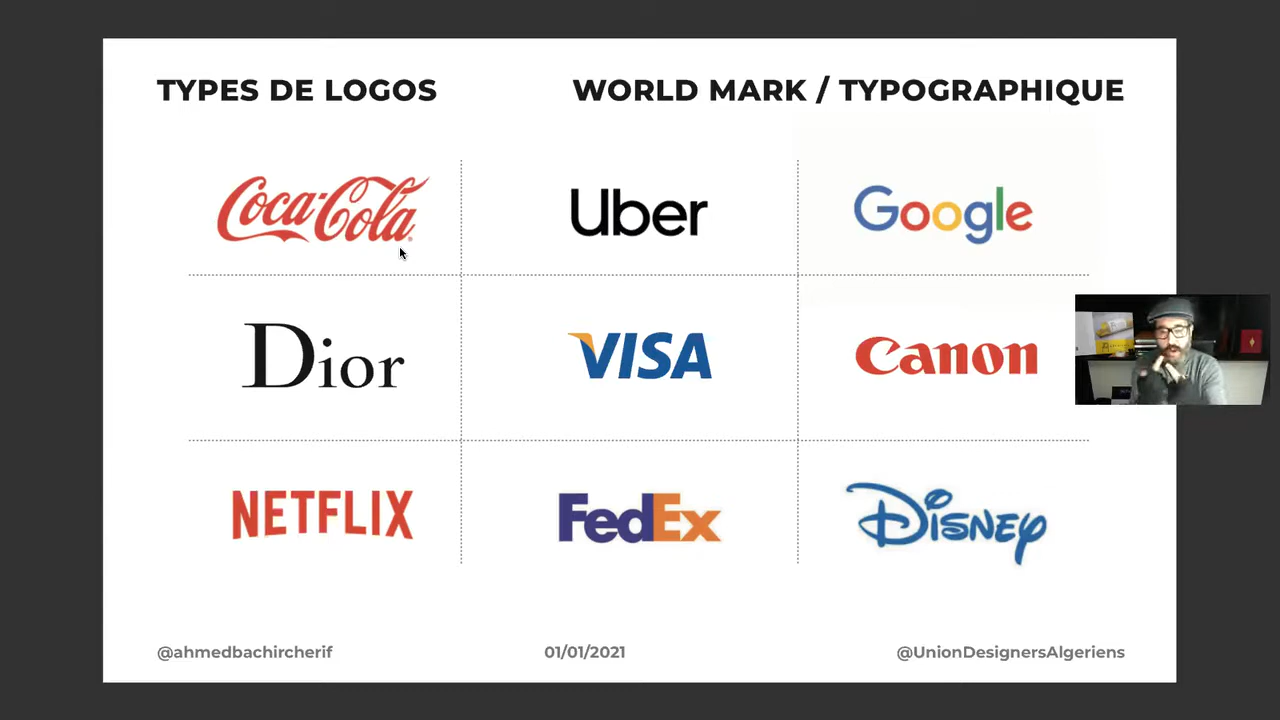 TYPES DE LOGOS
WORLD MARK / TYPOGRAPHIQUE
Coca-Cola
Uber
Google
Dior
VISA
Canon
NETFLIX
FedEx
DISNEY
@ahmedbachircherif
01/01/2021
@UnionDesignersAlgeriens